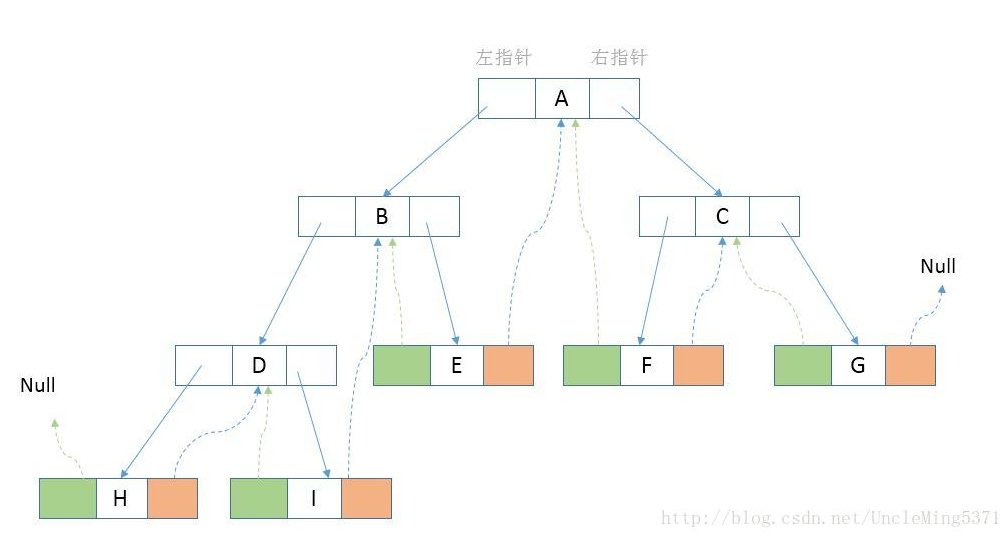 左指针 右指针
A
B
C
Null
D
E
F
G
Null
H
I
http://blog.csdn.net/UncleMing5371